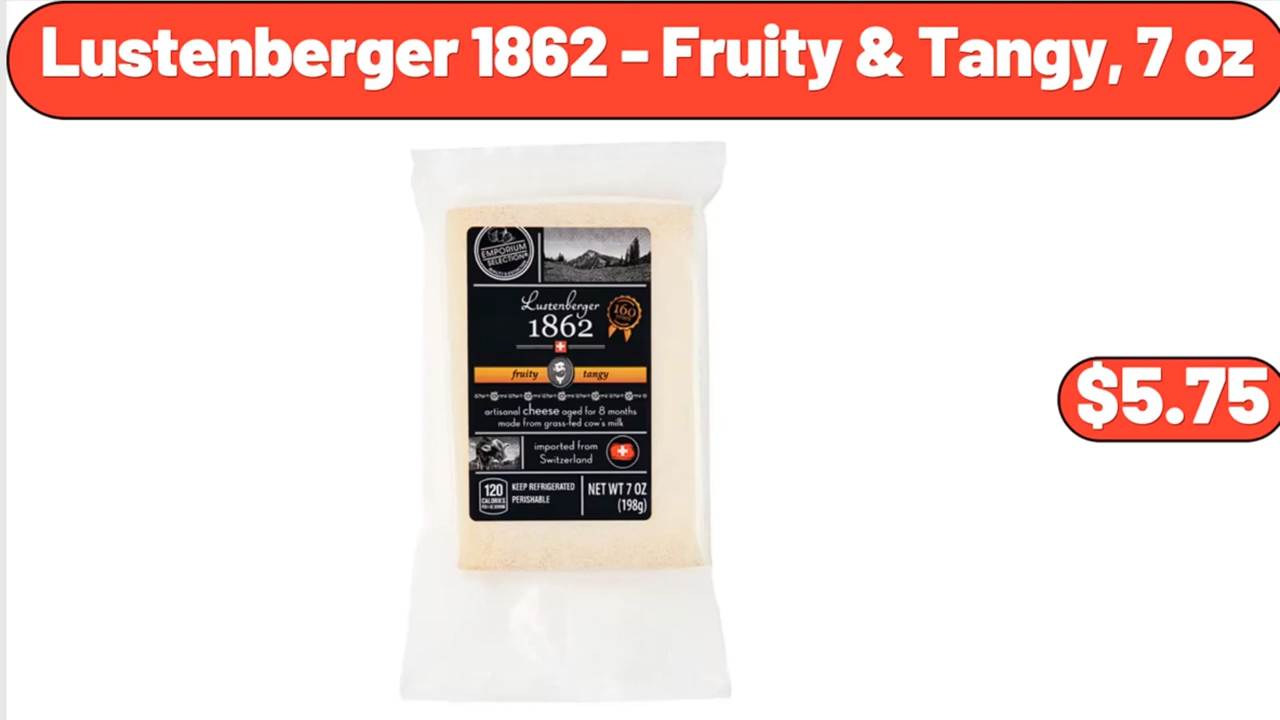 Lustenberger 1862 - Fruity & Tangy, 7 oz
EMPORIUM
SELECTION
Lustenberger
1862
160
fruity tangy
artisanal cheese aged for 8 months
made from grass-fed cow's milk
imported from
Switzerland
120
CALORIES
KEEP REFRIGERATED
PERISHABLE
NET WT 7 OZ
(198g)
$5.75